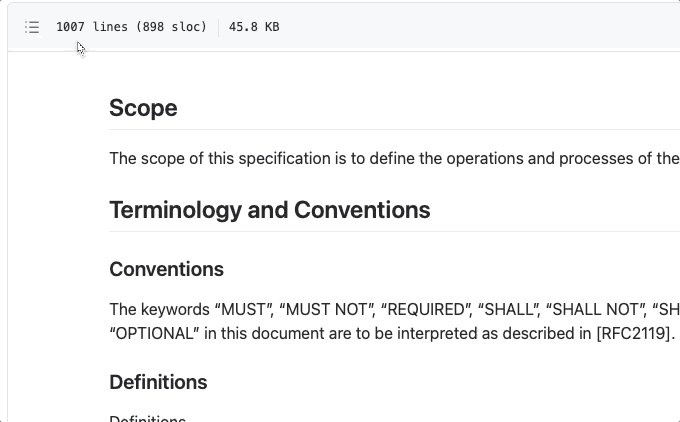 1007 lines (898 sloc) 45.8 KB
Scope
The scope of this specification is to define the operations and processes of the
Terminology and Conventions
Conventions
The keywords “MUST”, “MUST NOT”, “REQUIRED”, “SHALL”, “SHALL NOT”, “SH
“OPTIONAL” in this document are to be interpreted as described in [RFC2119].
Definitions
Definitions